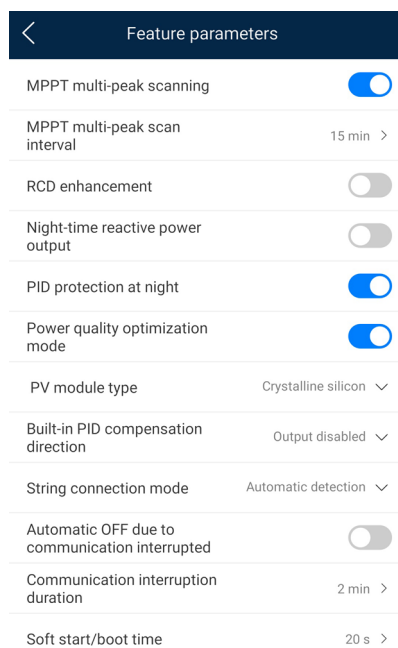 Feature parameters
MPPT multi-peak scanning
MPPT multi-peak scan
interval
15 min
RCD enhancement
Night-time reactive power
output
PID protection at night
Power quality optimization
mode
PV module type
Crystalline silicon
Built-in PID compensation
direction
Output disabled
String connection mode
Automatic detection
Automatic OFF due to
communication interrupted
Communication interruption
duration
2 min
Soft start/boot time
20 s